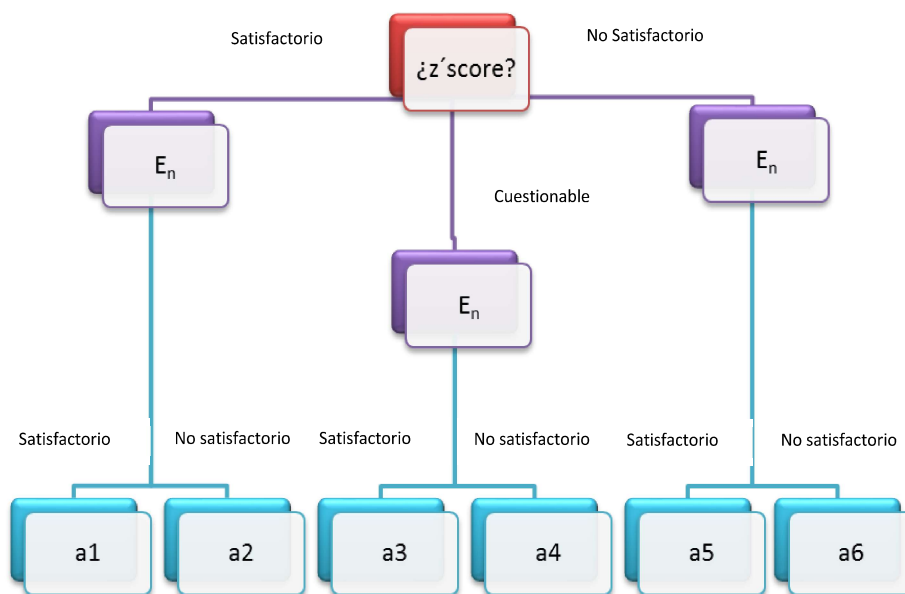 Satisfactorio
¿z´score?
No Satisfactorio
En
En
Cuestionable
En
Satisfactorio
No satisfactorio
Satisfactorio
No satisfactorio
Satisfactorio
No satisfactorio
a1
a2
a3
a4
a5
a6